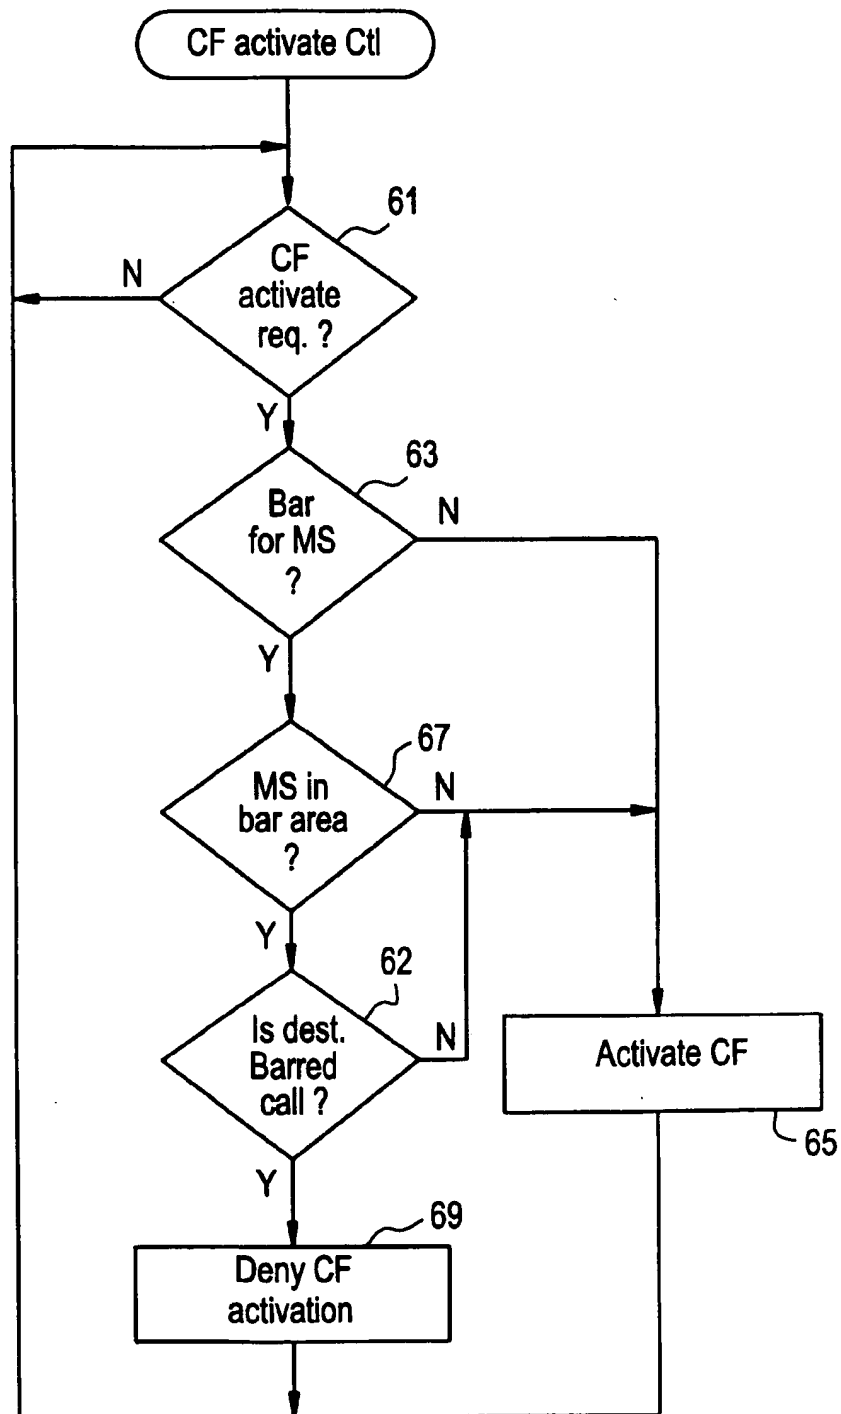 CF activate Ctl
61
CF
activate
req. ?
N
Y
63
Bar
for MS
?
N
Y
67
MS in
bar area
?
N
Y
62
Is dest.
Barred
call ?
N
Activate CF
65
Y
69
Deny CF
activation